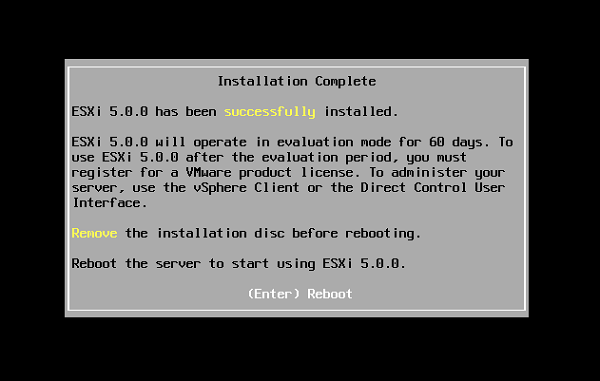 Installation Complete
ESXi 5.0.0 has been successfully installed.
ESXi 5.0.0 will operate in evaluation mode for 60 days. To
use ESXi 5.0.0 after the evaluation period, you must
register for a VMware product license. To administer your
server, use the vSphere Client or the Direct Control User
Interface.
Remove the installation disc before rebooting.
Reboot the server to start using ESXi 5.0.0.
(Enter) Reboot